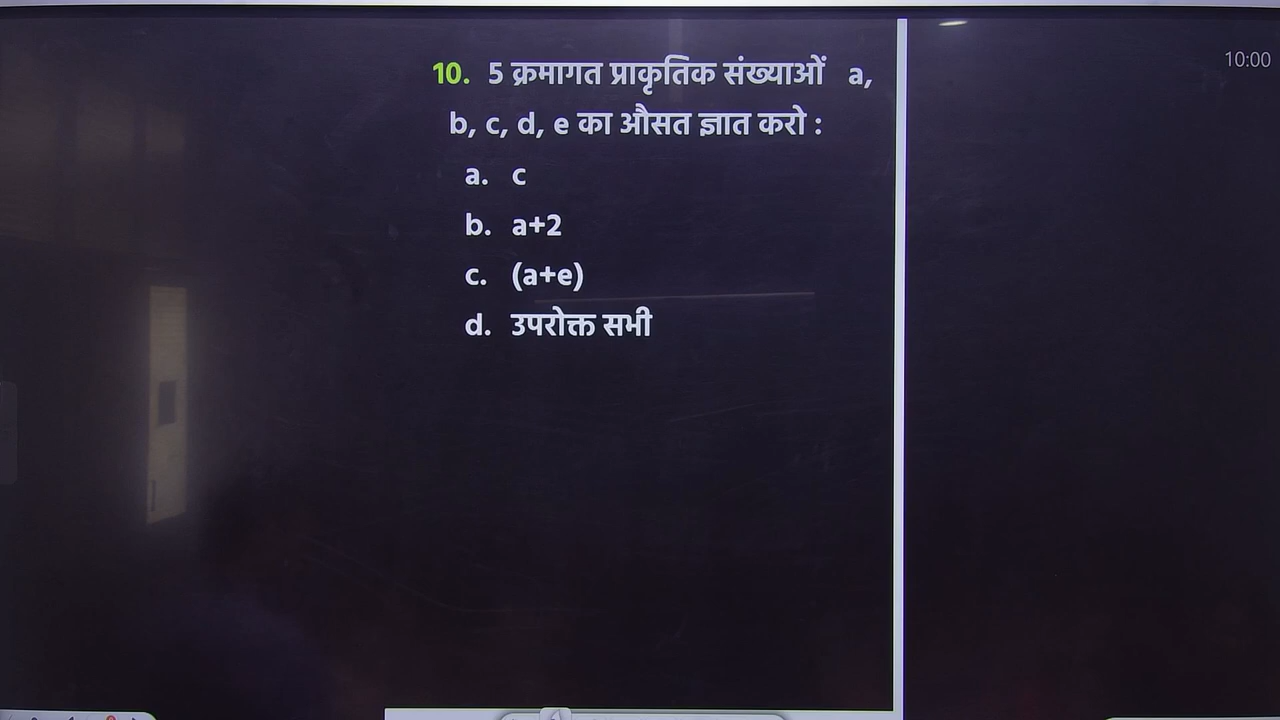 10. 5 क्रमागत प्राकृतिक संख्याओं a,
b, c, d, e का औसत ज्ञात करो :
a. c
b. a+2
c. (a+e)
d. उपरोक्त सभी
10:00